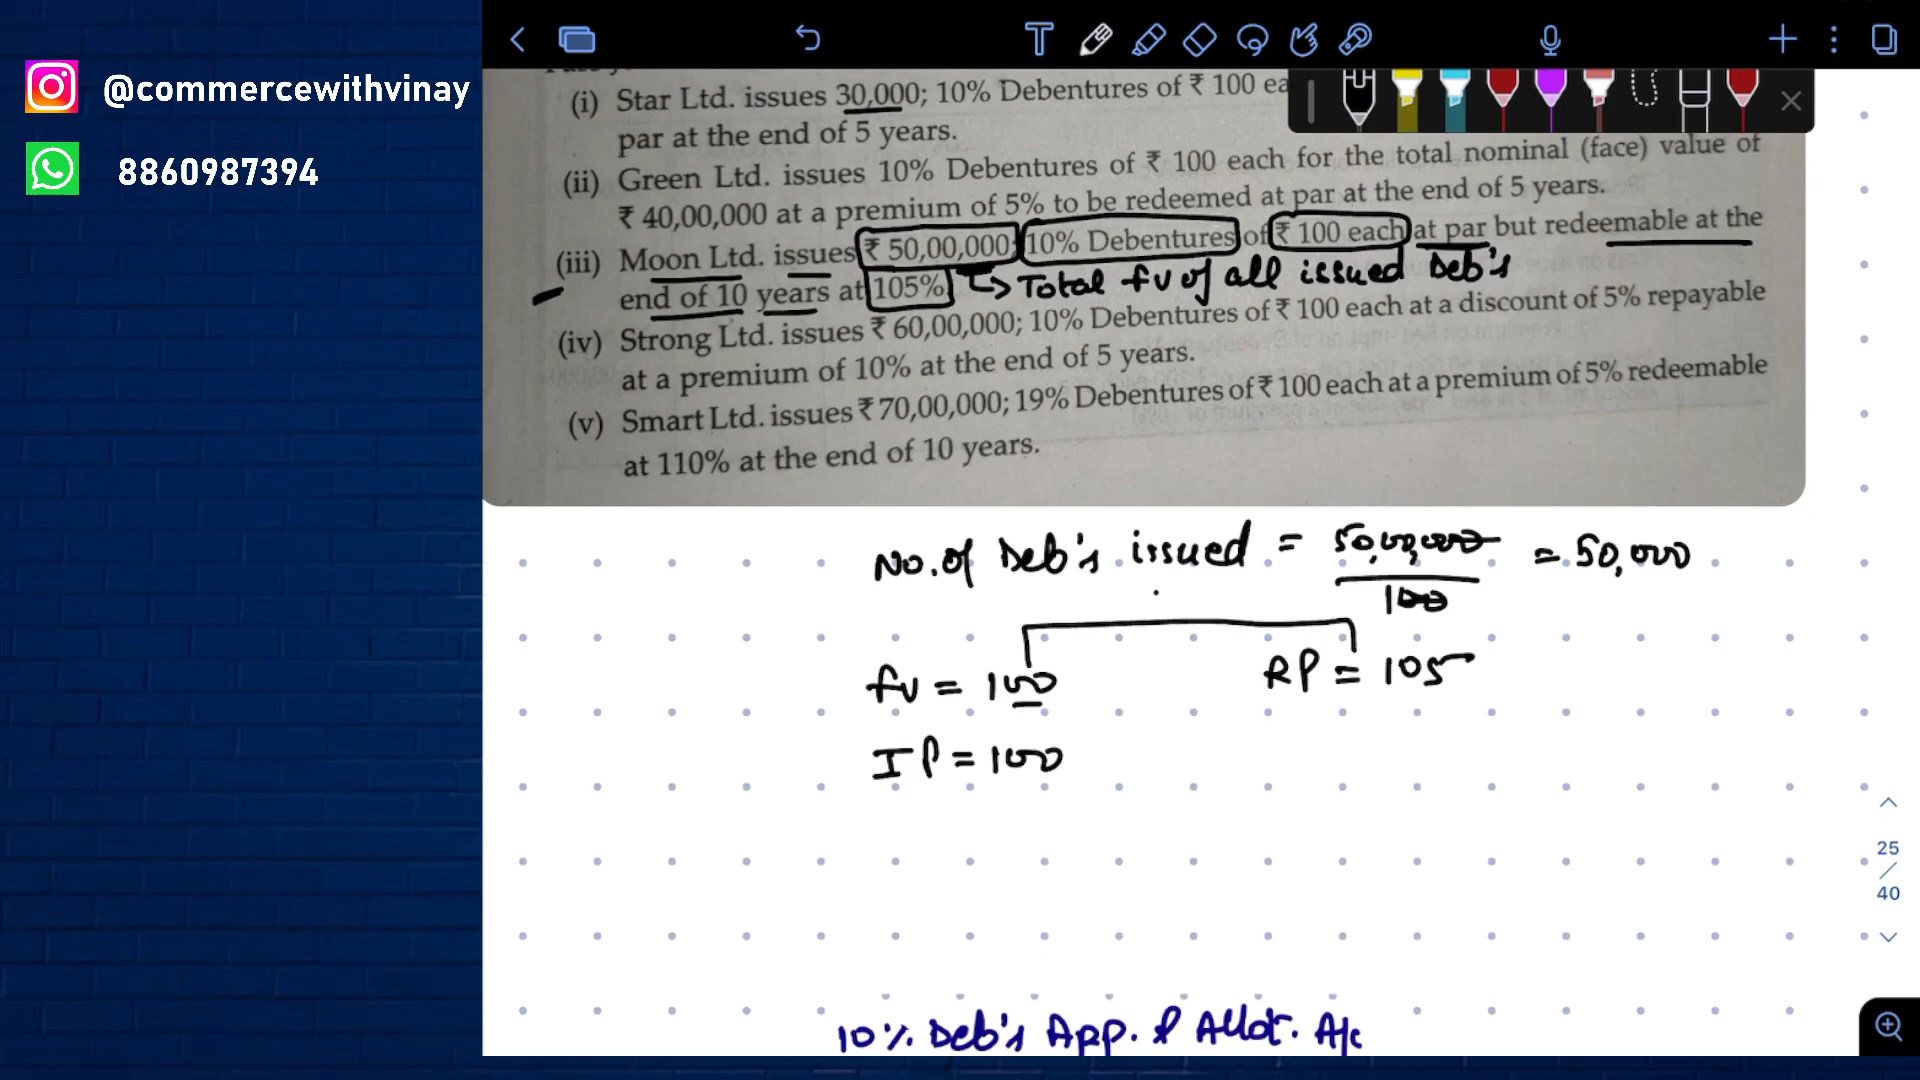 @commercewithvinay
8860987394
(i) Star Ltd. issues 30,000; 10% Debentures of ₹ 100 ea
par at the end of 5 years.
(ii) Green Ltd. issues 10% Debentures of ₹ 100 each for the total nominal (face) value of
₹ 40,00,000 at a premium of 5% to be redeemed at par at the end of 5 years.
(iii) Moon Ltd. issues ₹ 50,00,000; 10% Debentures of ₹ 100 each at par but redeemable at the
end of 10 years at 105%
Total fv of all issued Deb's
(iv) Strong Ltd. issues ₹ 60,00,000; 10% Debentures of ₹ 100 each at a discount of 5% repayable
at a premium of 10% at the end of 5 years.
(v) Smart Ltd. issues ₹ 70,00,000; 19% Debentures of ₹ 100 each at a premium of 5% redeemable
at 110% at the end of 10 years.
No. of Deb's issued = 50,00,000 / 100 = 50,000
fv = 100 RP = 105
IP = 100
25
/
40
10% Deb's App. & Allot. A/c